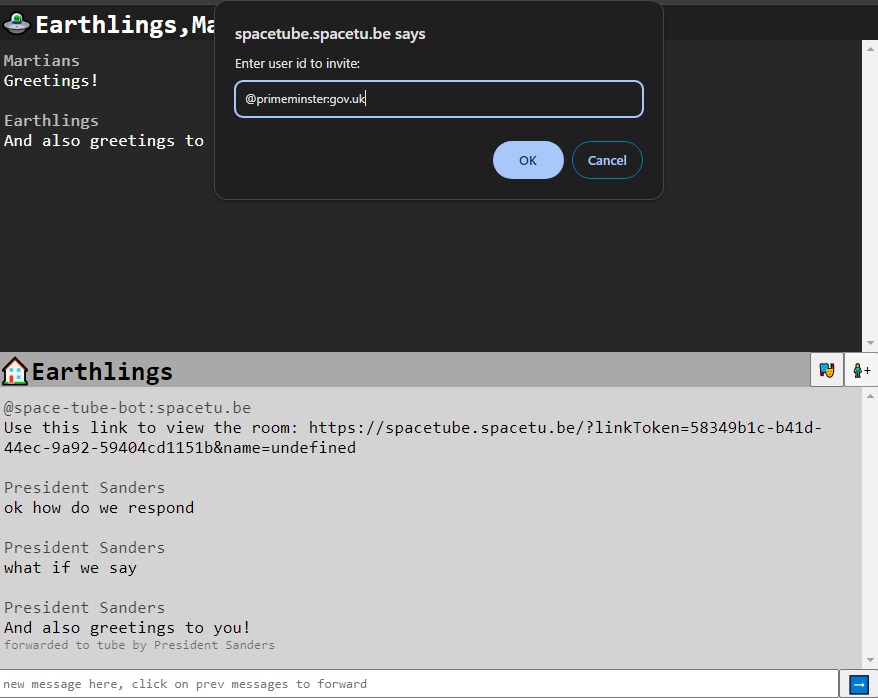 Earthlings,Ma
spacetube.spacetu.be says
Enter user id to invite:
@primeminster:gov.uk
OK
Cancel
Martians
Greetings!
Earthlings
And also greetings to
Earthlings
@space-tube-bot:spacetu.be
Use this link to view the room: https://spacetube.spacetu.be/?linkToken=58349b1c-b41d-
44ec-9a92-59404cd1151b&name=undefined
President Sanders
ok how do we respond
President Sanders
what if we say
President Sanders
And also greetings to you!
forwarded to tube by President Sanders
new message here, click on prev messages to forward